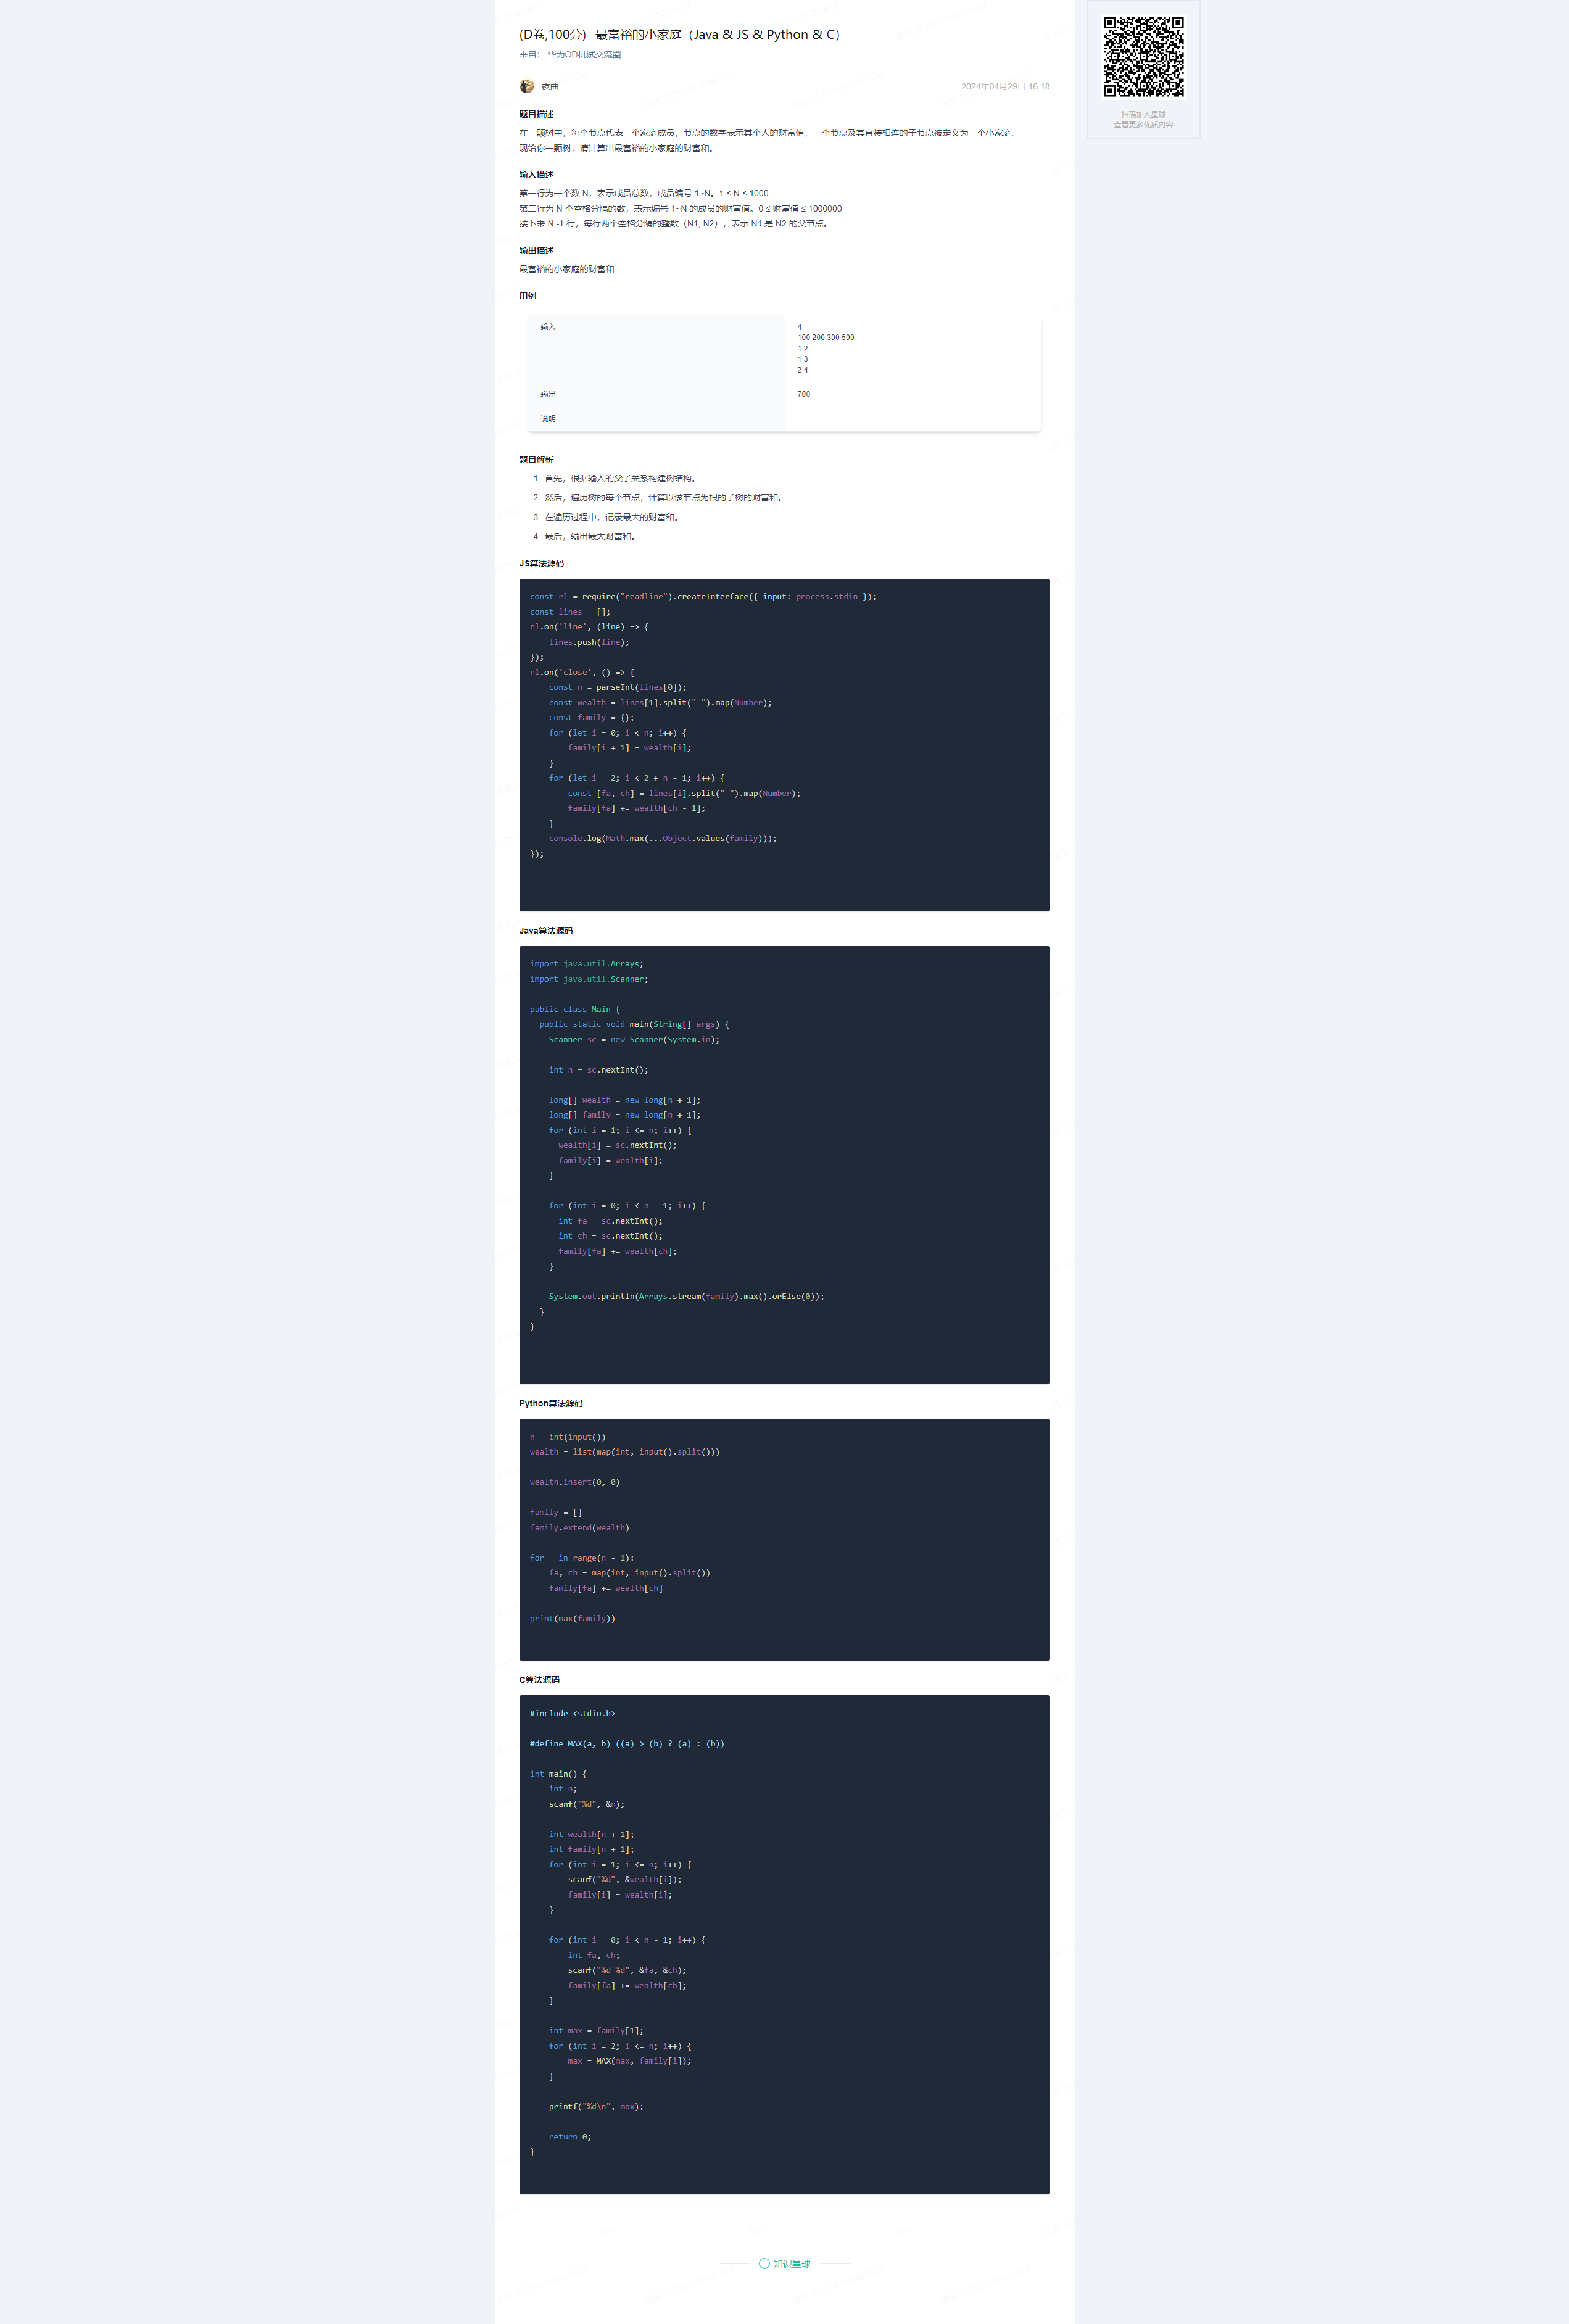 (D卷,100分)- 最富裕的小家庭（Java & JS & Python & C）
来自： 华为OD机试交流圈
夜曲
2024年04月29日 16:18
扫码加入星球
查看更多优质内容
题目描述
在一颗树中，每个节点代表一个家庭成员，节点的数字表示其个人的财富值，一个节点及其直接相连的子节点被定义为一个小家庭。
现给你一颗树，请计算出最富裕的小家庭的财富和。
输入描述
第一行为一个数 N，表示成员总数，成员编号 1~N。1 ≤ N ≤ 1000
第二行为 N 个空格分隔的数，表示编号 1~N 的成员的财富值。0 ≤ 财富值 ≤ 1000000
接下来 N -1 行，每行两个空格分隔的整数（N1, N2），表示 N1 是 N2 的父节点。
输出描述
最富裕的小家庭的财富和
用例
输入
4
100 200 300 500
1 2
1 3
2 4
输出
700
说明
题目解析
1. 首先，根据输入的父子关系构建树结构。
2. 然后，遍历树的每个节点，计算以该节点为根的子树的财富和。
3. 在遍历过程中，记录最大的财富和。
4. 最后，输出最大财富和。
JS算法源码
const rl = require("readline").createInterface({ input: process.stdin });
const lines = [];
rl.on('line', (line) => {
    lines.push(line);
});
rl.on('close', () => {
    const n = parseInt(lines[0]);
    const wealth = lines[1].split(" ").map(Number);
    const family = {};
    for (let i = 0; i < n; i++) {
        family[i + 1] = wealth[i];
    }
    for (let i = 2; i < 2 + n - 1; i++) {
        const [fa, ch] = lines[i].split(" ").map(Number);
        family[fa] += wealth[ch - 1];
    }
    console.log(Math.max(...Object.values(family)));
});
Java算法源码
import java.util.Arrays;
import java.util.Scanner;
public class Main {
  public static void main(String[] args) {
    Scanner sc = new Scanner(System.in);
    int n = sc.nextInt();
    long[] wealth = new long[n + 1];
    long[] family = new long[n + 1];
    for (int i = 1; i <= n; i++) {
      wealth[i] = sc.nextInt();
      family[i] = wealth[i];
    }
    for (int i = 0; i < n - 1; i++) {
      int fa = sc.nextInt();
      int ch = sc.nextInt();
      family[fa] += wealth[ch];
    }
    System.out.println(Arrays.stream(family).max().orElse(0));
  }
}
Python算法源码
n = int(input())
wealth = list(map(int, input().split()))
wealth.insert(0, 0)
family = []
family.extend(wealth)
for _ in range(n - 1):
    fa, ch = map(int, input().split())
    family[fa] += wealth[ch]
print(max(family))
C算法源码
#include <stdio.h>
#define MAX(a, b) ((a) > (b) ? (a) : (b))
int main() {
    int n;
    scanf("%d", &n);
    int wealth[n + 1];
    int family[n + 1];
    for (int i = 1; i <= n; i++) {
        scanf("%d", &wealth[i]);
        family[i] = wealth[i];
    }
    for (int i = 0; i < n - 1; i++) {
        int fa, ch;
        scanf("%d %d", &fa, &ch);
        family[fa] += wealth[ch];
    }
    int max = family[1];
    for (int i = 2; i <= n; i++) {
        max = MAX(max, family[i]);
    }
    printf("%d\n", max);
    return 0;
}
知识星球